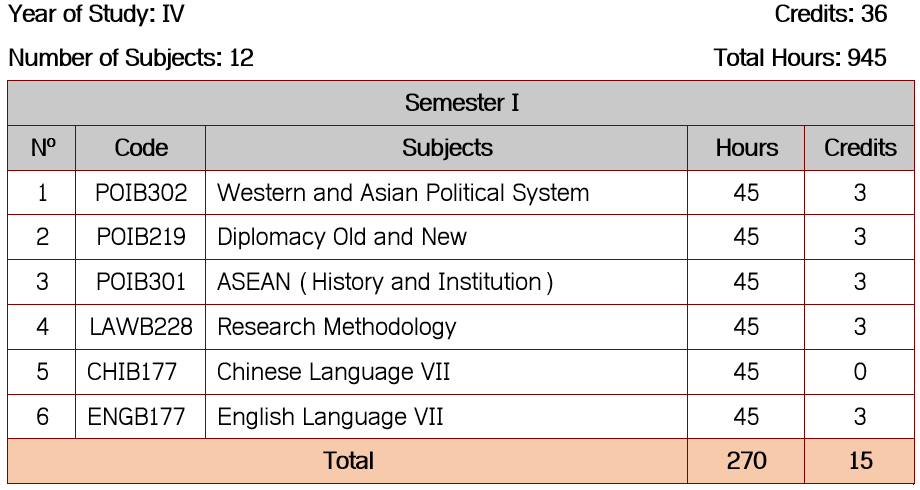 Year of Study: IV Credits: 36
Number of Subjects: 12 Total Hours: 945
Semester I
Nº Code Subjects Hours Credits
1 POIB302 Western and Asian Political System 45 3
2 POIB219 Diplomacy Old and New 45 3
3 POIB301 ASEAN (History and Institution) 45 3
4 LAWB228 Research Methodology 45 3
5 CHIB177 Chinese Language VII 45 0
6 ENGB177 English Language VII 45 3
Total 270 15